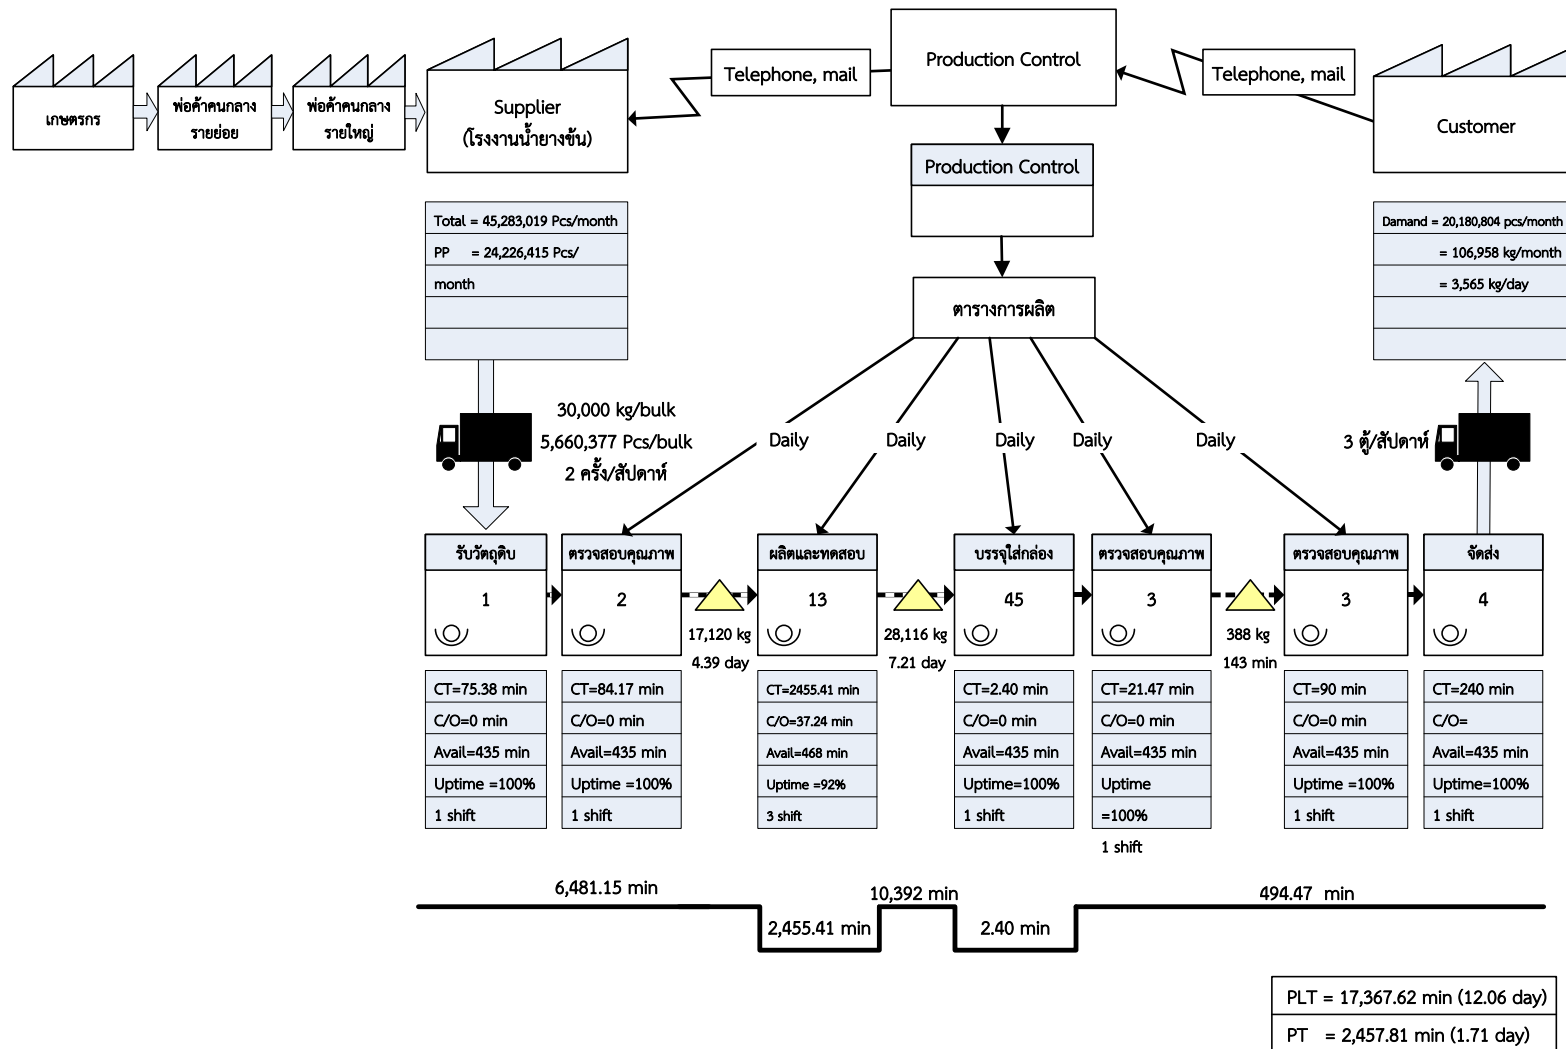 Production Control
Telephone, mail
Telephone, mail
เกษตรกร
พ่อค้าคนกลาง
รายย่อย
พ่อค้าคนกลาง
รายใหญ่
Supplier
(โรงงานน้ำยางข้น)
Customer
Production Control
ตารางการผลิต
Total = 45,283,019 Pcs/month
PP = 24,226,415 Pcs/
month
Damand = 20,180,804 pcs/month
= 106,958 kg/month
= 3,565 kg/day
30,000 kg/bulk
5,660,377 Pcs/bulk
2 ครั้ง/สัปดาห์
Daily
Daily
Daily
Daily
Daily
3 ตู้/สัปดาห์
รับวัตถุดิบ
1
CT=75.38 min
C/O=0 min
Avail=435 min
Uptime =100%
1 shift
ตรวจสอบคุณภาพ
2
CT=84.17 min
C/O=0 min
Avail=435 min
Uptime =100%
1 shift
17,120 kg
4.39 day
ผลิตและทดสอบ
13
CT=2455.41 min
C/O=37.24 min
Avail=468 min
Uptime =92%
3 shift
28,116 kg
7.21 day
บรรจุใส่กล่อง
45
CT=2.40 min
C/O=0 min
Avail=435 min
Uptime=100%
1 shift
ตรวจสอบคุณภาพ
3
CT=21.47 min
C/O=0 min
Avail=435 min
Uptime
=100%
1 shift
388 kg
143 min
ตรวจสอบคุณภาพ
3
CT=90 min
C/O=0 min
Avail=435 min
Uptime =100%
1 shift
จัดส่ง
4
CT=240 min
C/O=
Avail=435 min
Uptime=100%
1 shift
6,481.15 min
2,455.41 min
10,392 min
2.40 min
494.47 min
PLT = 17,367.62 min (12.06 day)
PT = 2,457.81 min (1.71 day)